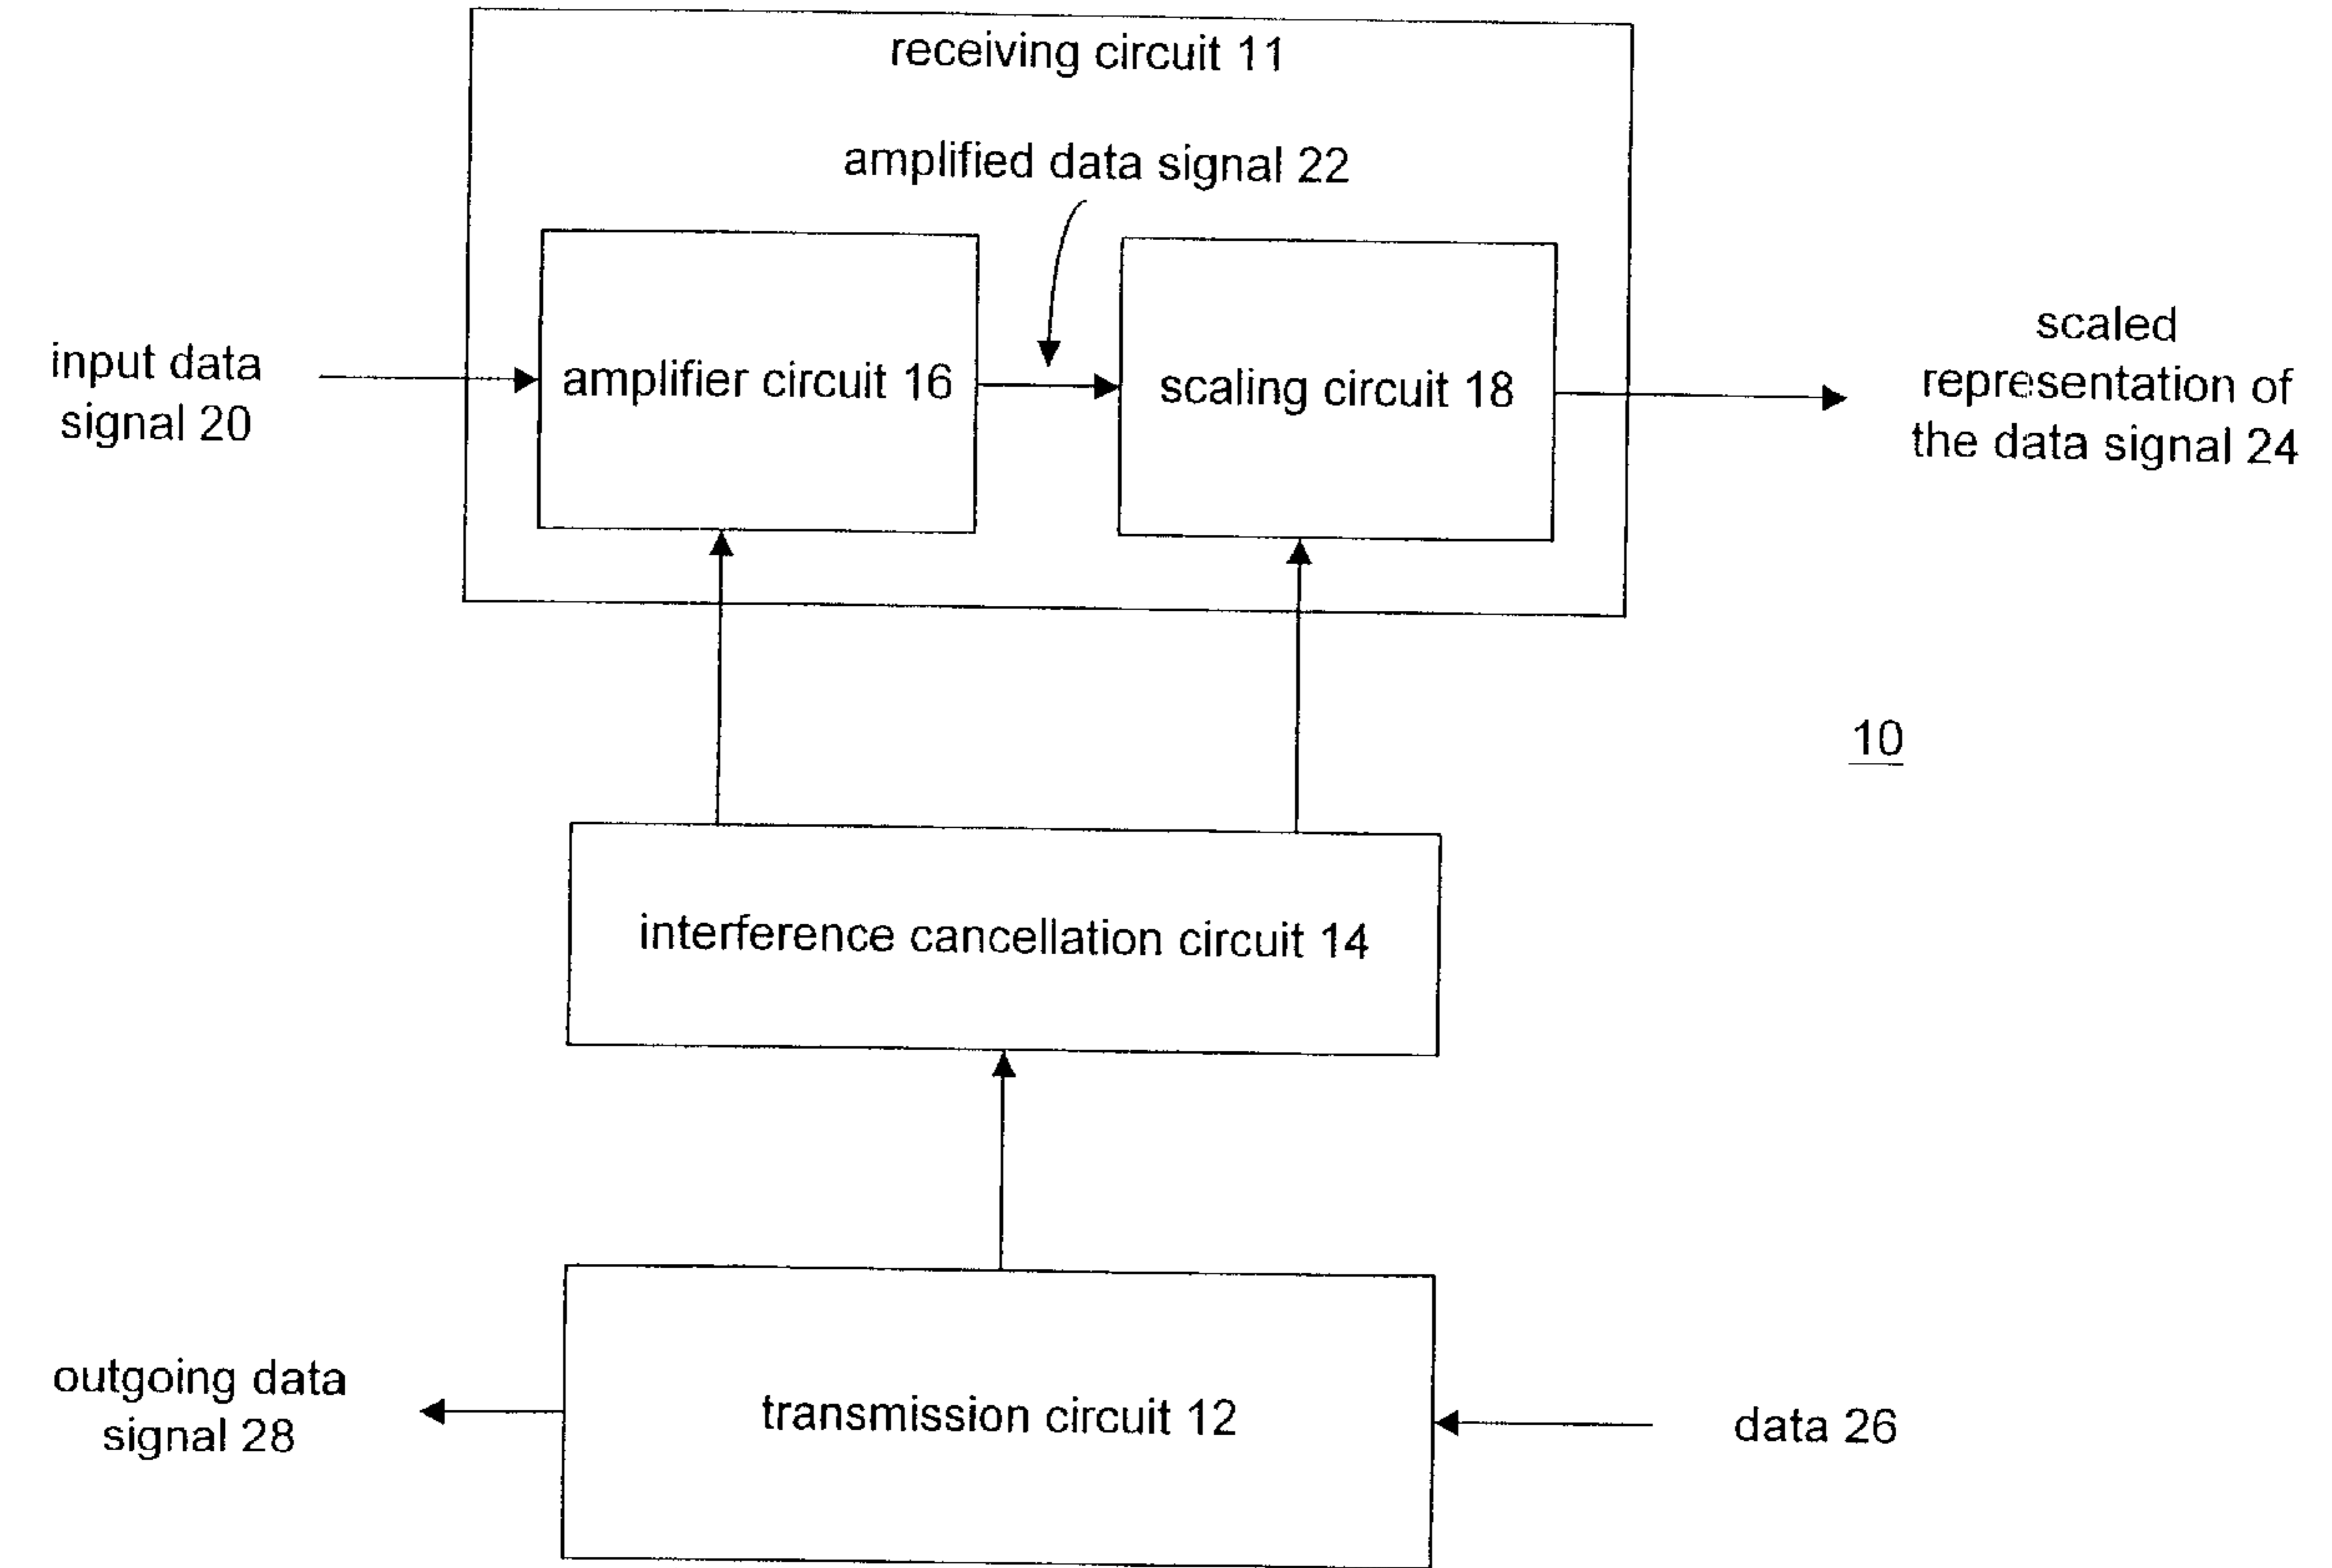 receiving circuit 11
amplified data signal 22
input data
signal 20
amplifier circuit 16
scaling circuit 18
scaled
representation of
the data signal 24
10
interference cancellation circuit 14
outgoing data
signal 28
transmission circuit 12
data 26